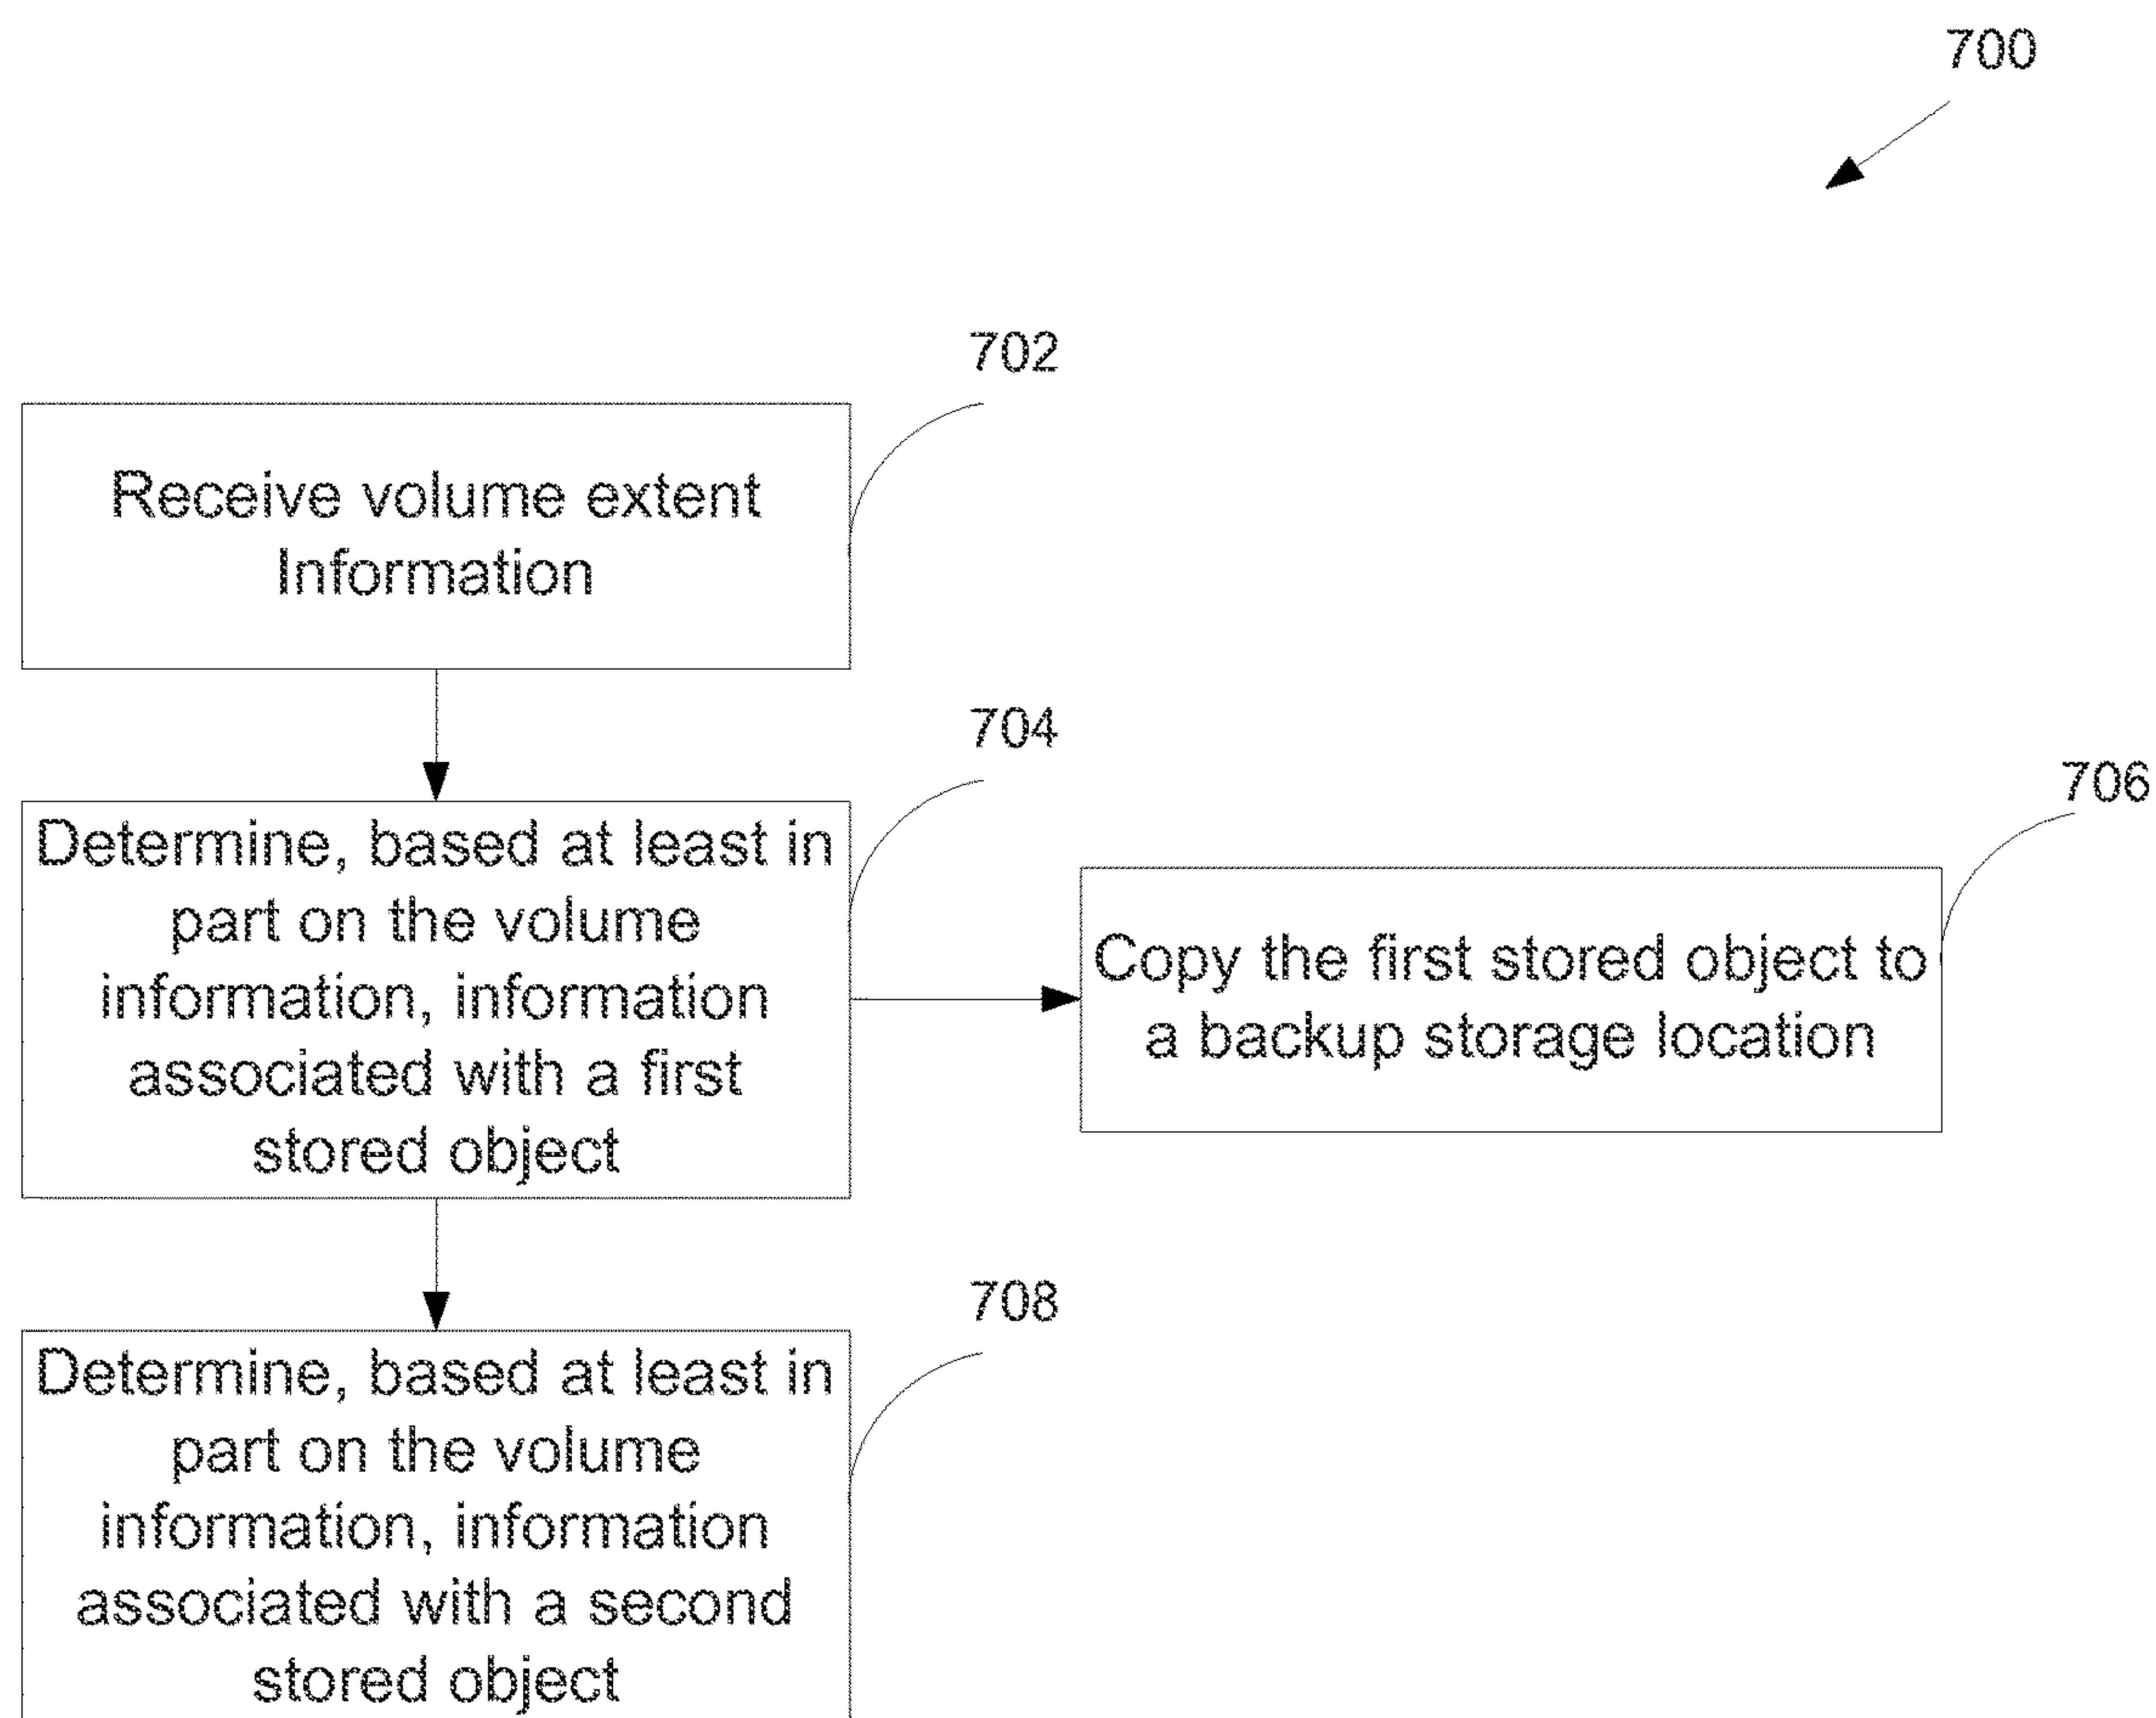 700
702
Receive volume extent
Information
704
Determine, based at least in
part on the volume
information, information
associated with a first
stored object
706
Copy the first stored object to
a backup storage location
708
Determine, based at least in
part on the volume
information, information
associated with a second
stored object